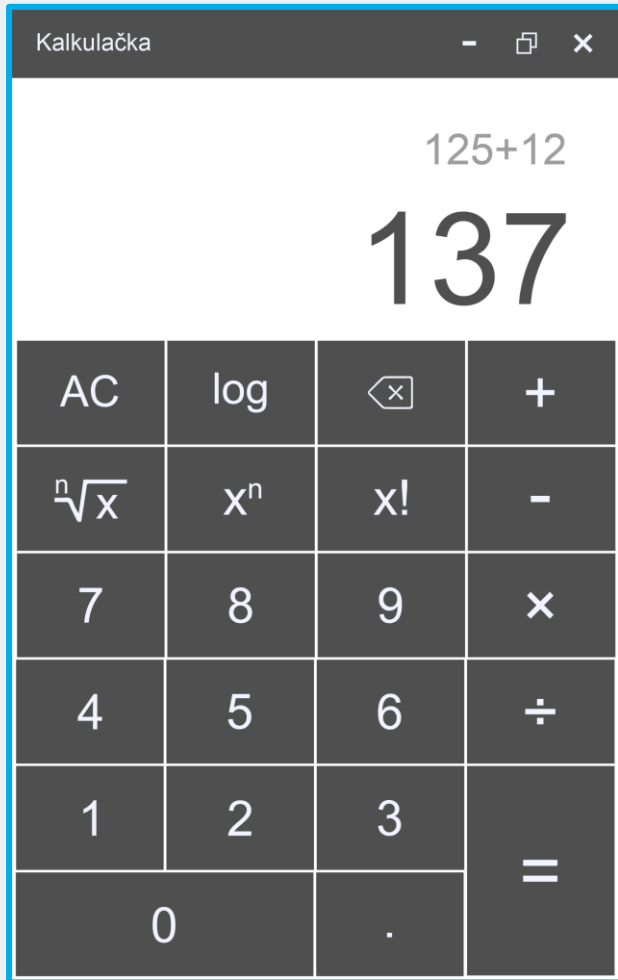 Kalkulačka
125+12
137
AC log +
ⁿ√x xⁿ x! -
7 8 9 ×
4 5 6 ÷
1 2 3
=
0 .